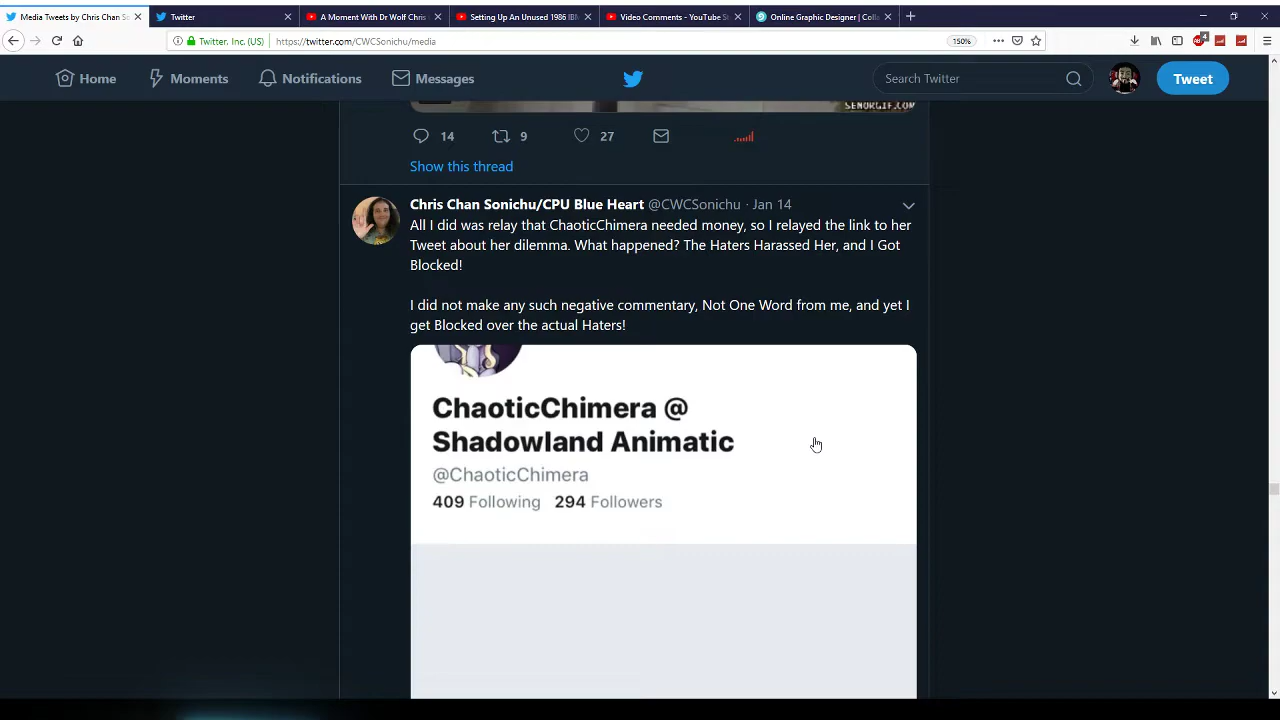 Media Tweets by Chris Chan So
Twitter
A Moment With Dr Wolf Chris
Setting Up An Unused 1986 IBM
Video Comments - YouTube St
Online Graphic Designer | Colla
Twitter, Inc. (US)
https://twitter.com/CWCSonichu/media
150%
4
Home
Moments
Notifications
Messages
Search Twitter
Tweet
SENORGIF.COM
14
9
27
Show this thread
Chris Chan Sonichu/CPU Blue Heart @CWCSonichu · Jan 14
All I did was relay that ChaoticChimera needed money, so I relayed the link to her
Tweet about her dilemma. What happened? The Haters Harassed Her, and I Got
Blocked!
I did not make any such negative commentary, Not One Word from me, and yet I
get Blocked over the actual Haters!
ChaoticChimera @
Shadowland Animatic
@ChaoticChimera
409 Following 294 Followers